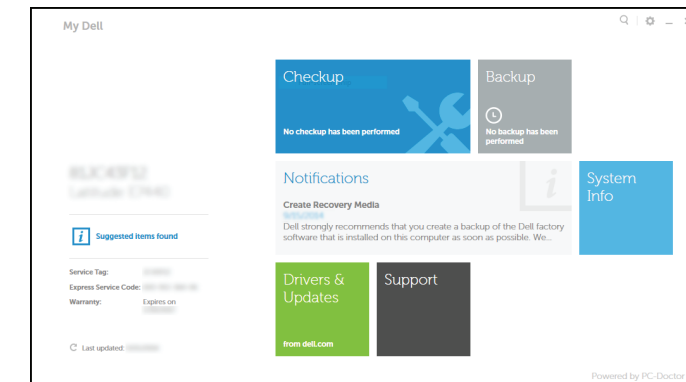 My Dell
Checkup
No checkup has been performed
Backup
No backup has been
performed
Notifications
Create Recovery Media
9/15/2014
Dell strongly recommends that you create a backup of the Dell factory
software that is installed on this computer as soon as possible. We...
System
Info
Suggested items found
Service Tag:
Express Service Code:
Warranty: Expires on
Last updated:
Drivers &
Updates
from dell.com
Support
Powered by PC-Doctor